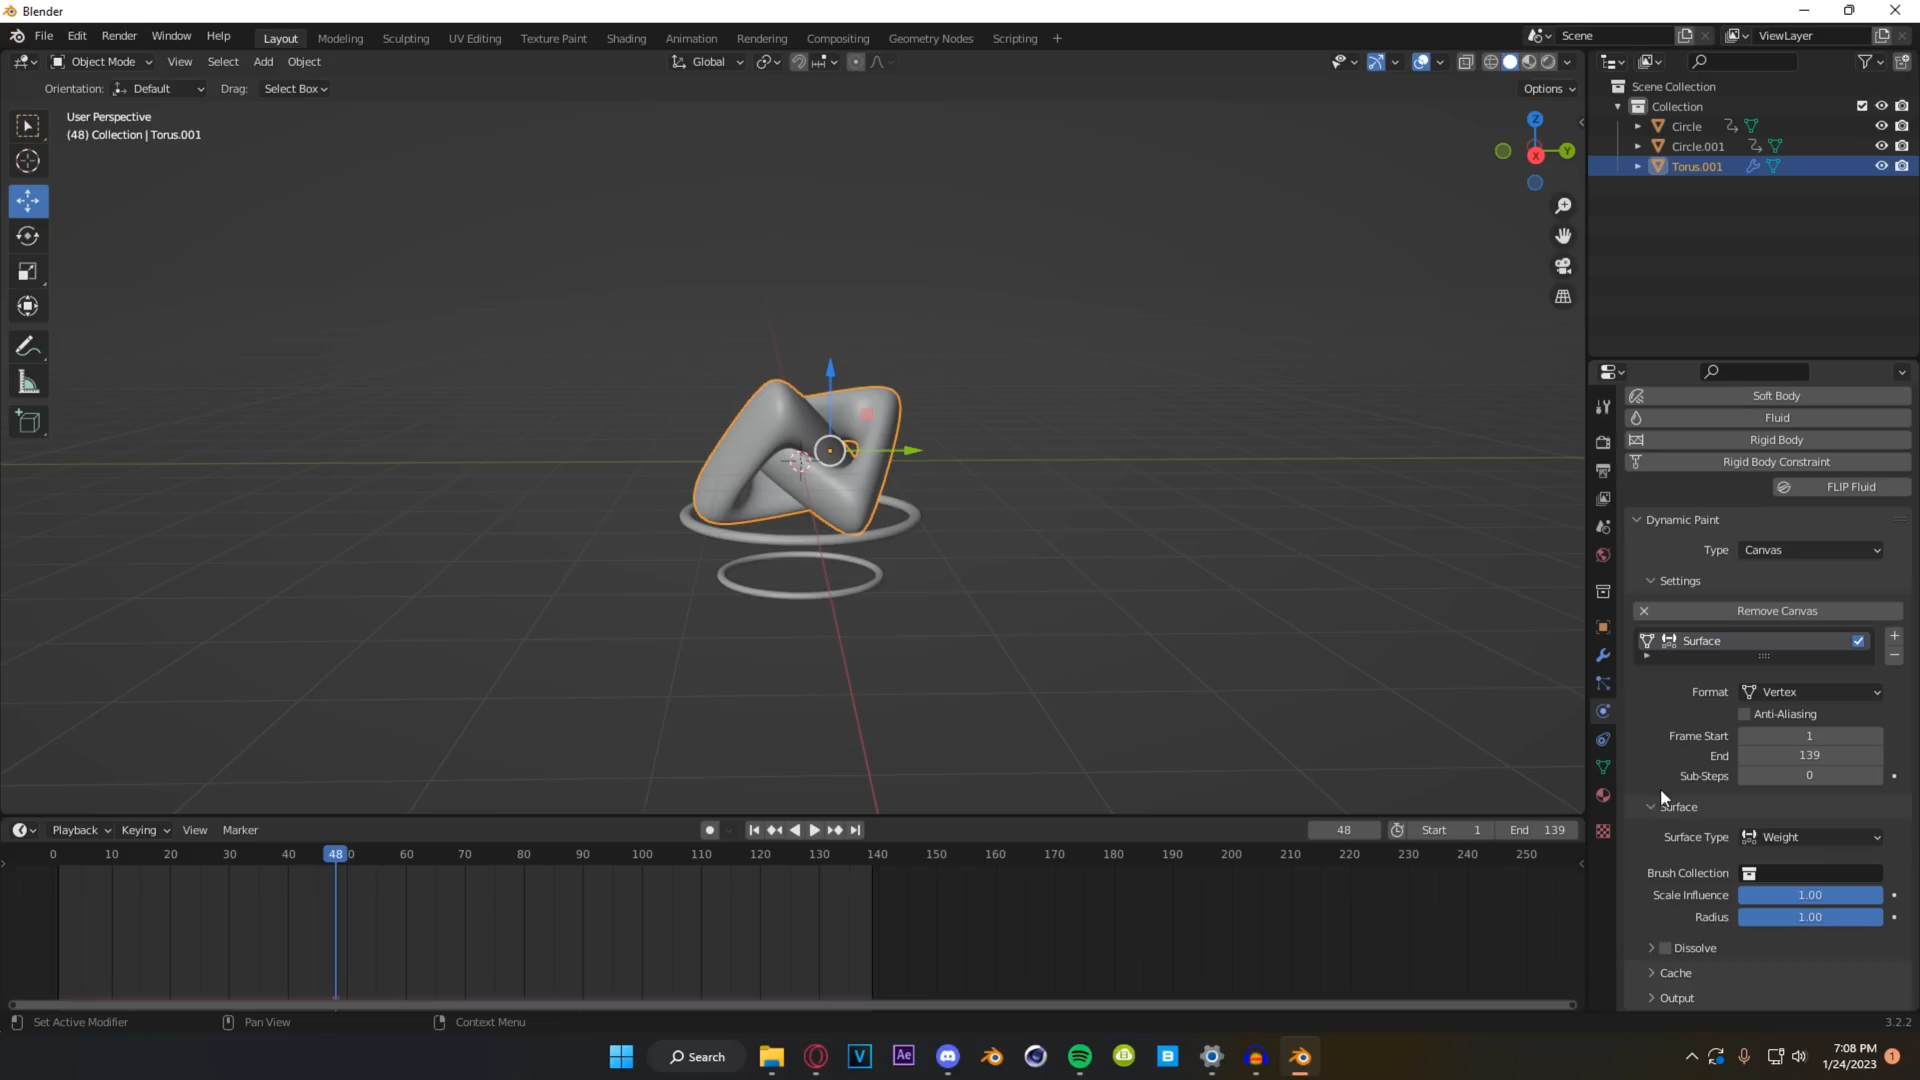 Blender
File Edit Render Window Help Layout Modeling Sculpting UV Editing Texture Paint Shading Animation Rendering Compositing Geometry Nodes Scripting + Scene ViewLayer
Object Mode View Select Add Object Global
Orientation: Default Drag: Select Box Options
User Perspective
(48) Collection | Torus.001
Z
Y
X
Scene Collection
Collection
Circle
Circle.001
Torus.001
Soft Body
Fluid
Rigid Body
Rigid Body Constraint
FLIP Fluid
Dynamic Paint
Type Canvas
Settings
Remove Canvas
Surface
Format Vertex
Anti-Aliasing
Frame Start 1
End 139
Sub-Steps 0
Surface
Surface Type Weight
Brush Collection
Scale Influence 1.00
Radius 1.00
Dissolve
Cache
Output
Playback Keying View Marker 48 Start 1 End 139
0 10 20 30 40 48 0 60 70 80 90 100 110 120 130 140 150 160 170 180 190 200 210 220 230 240 250
Set Active Modifier Pan View Context Menu 3.2.2
Search
V
Ae
B
7:08 PM
1/24/2023
1